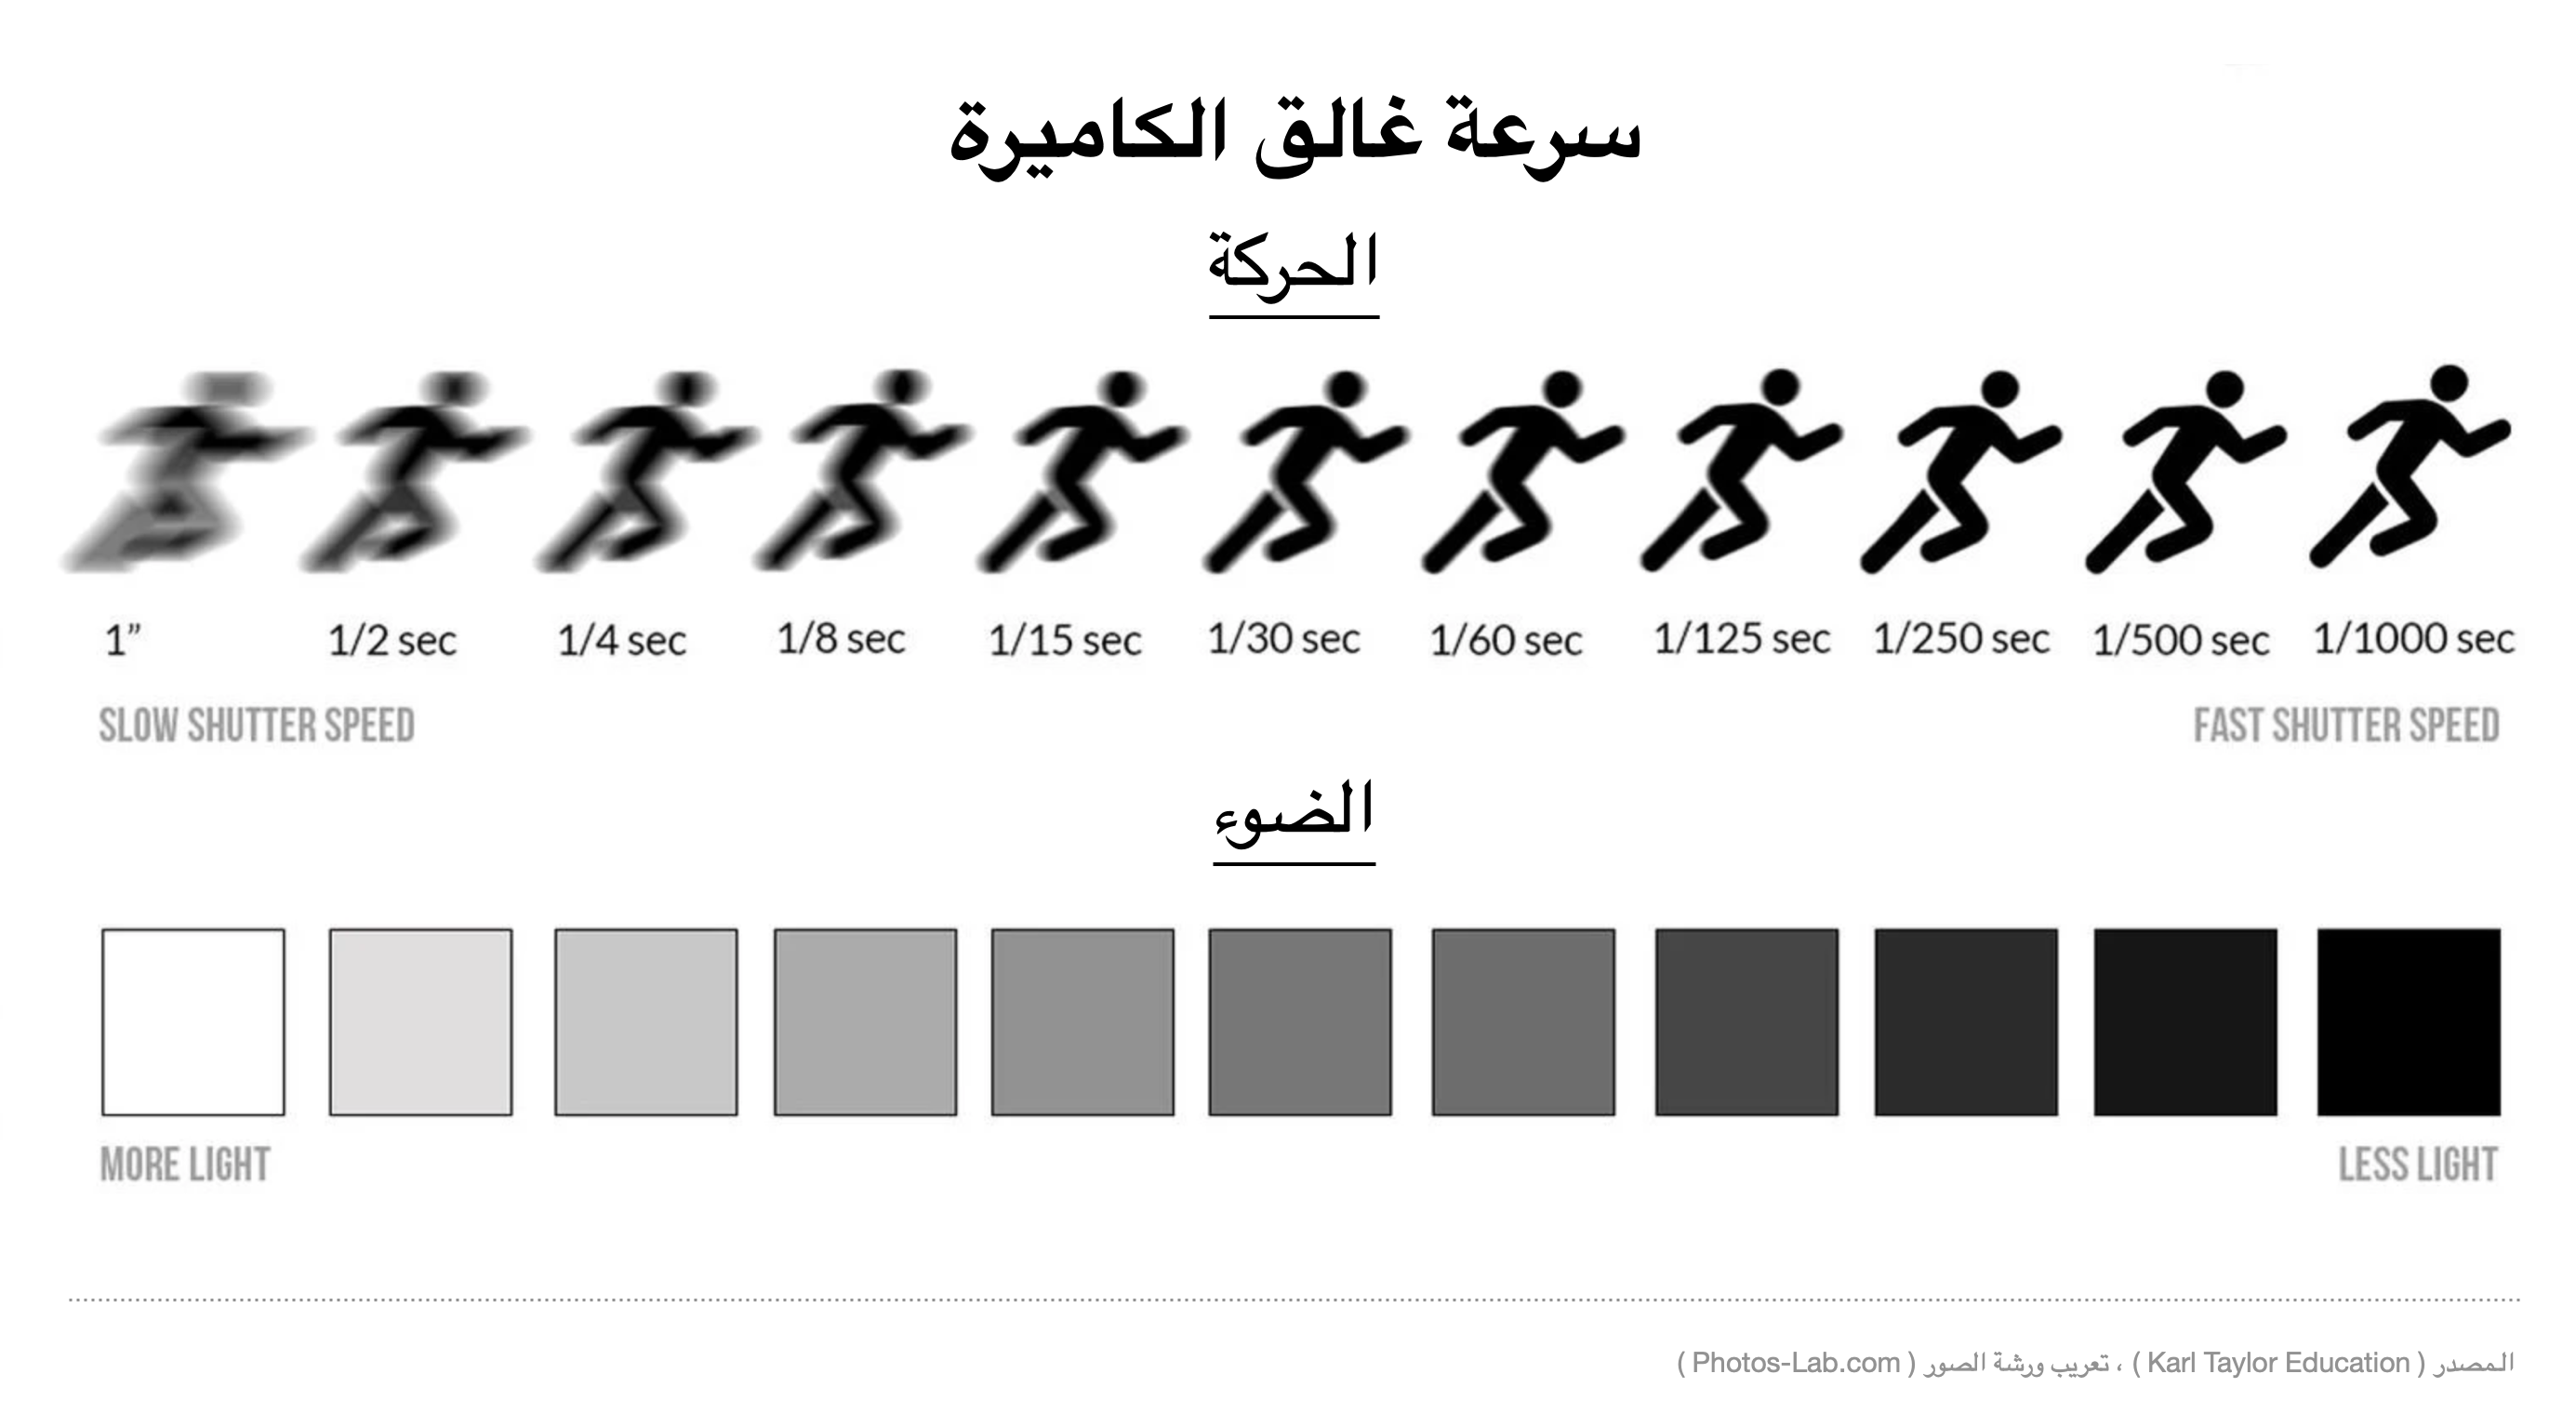 سرعة غالق الكاميرة
الحركة
1” 1/2 sec 1/4 sec 1/8 sec 1/15 sec 1/30 sec 1/60 sec 1/125 sec 1/250 sec 1/500 sec 1/1000 sec
SLOW SHUTTER SPEED FAST SHUTTER SPEED
الضوء
MORE LIGHT LESS LIGHT
المصدر ( Karl Taylor Education ) ، تعريب ورشة الصور ( Photos-Lab.com )